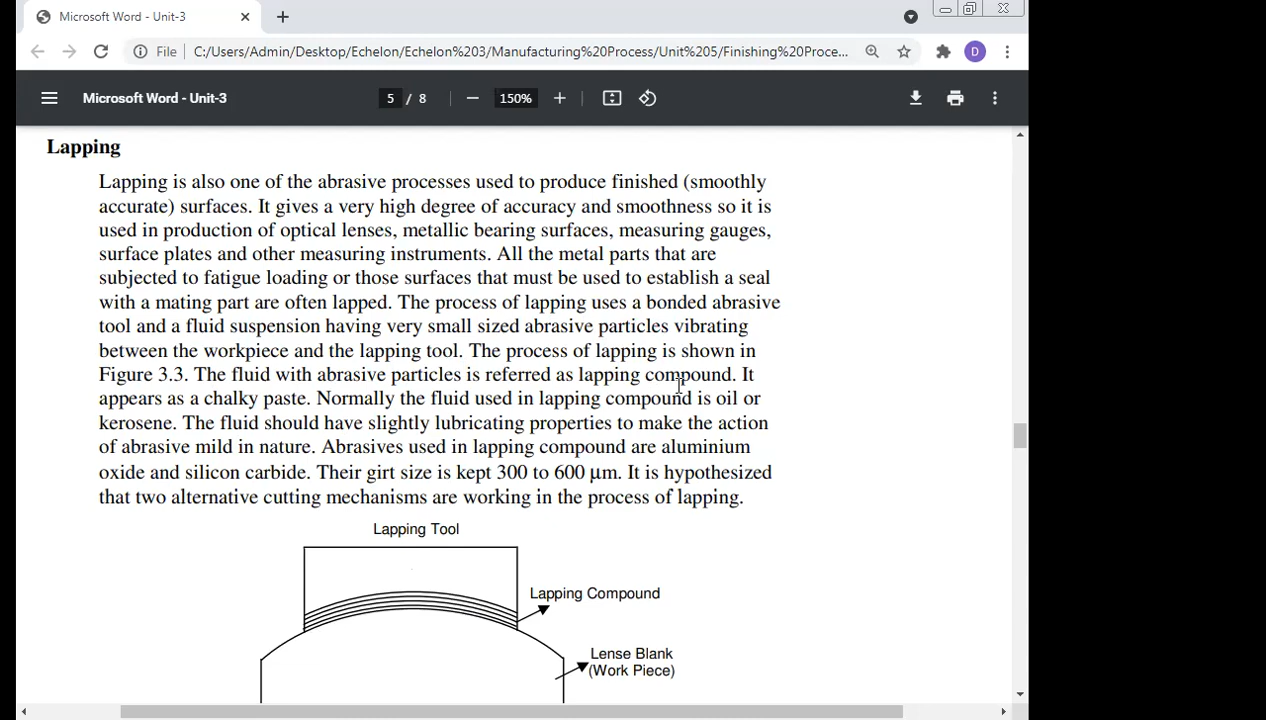 Microsoft Word - Unit-3
File C:/Users/Admin/Desktop/Echelon/Echelon%203/Manufacturing%20Process/Unit%205/Finishing%20Proce... D
Microsoft Word - Unit-3 5 / 8 150%
Lapping
Lapping is also one of the abrasive processes used to produce finished (smoothly
accurate) surfaces. It gives a very high degree of accuracy and smoothness so it is
used in production of optical lenses, metallic bearing surfaces, measuring gauges,
surface plates and other measuring instruments. All the metal parts that are
subjected to fatigue loading or those surfaces that must be used to establish a seal
with a mating part are often lapped. The process of lapping uses a bonded abrasive
tool and a fluid suspension having very small sized abrasive particles vibrating
between the workpiece and the lapping tool. The process of lapping is shown in
Figure 3.3. The fluid with abrasive particles is referred as lapping compound. It
appears as a chalky paste. Normally the fluid used in lapping compound is oil or
kerosene. The fluid should have slightly lubricating properties to make the action
of abrasive mild in nature. Abrasives used in lapping compound are aluminium
oxide and silicon carbide. Their girt size is kept 300 to 600 µm. It is hypothesized
that two alternative cutting mechanisms are working in the process of lapping.
Lapping Tool
Lapping Compound
Lense Blank
(Work Piece)